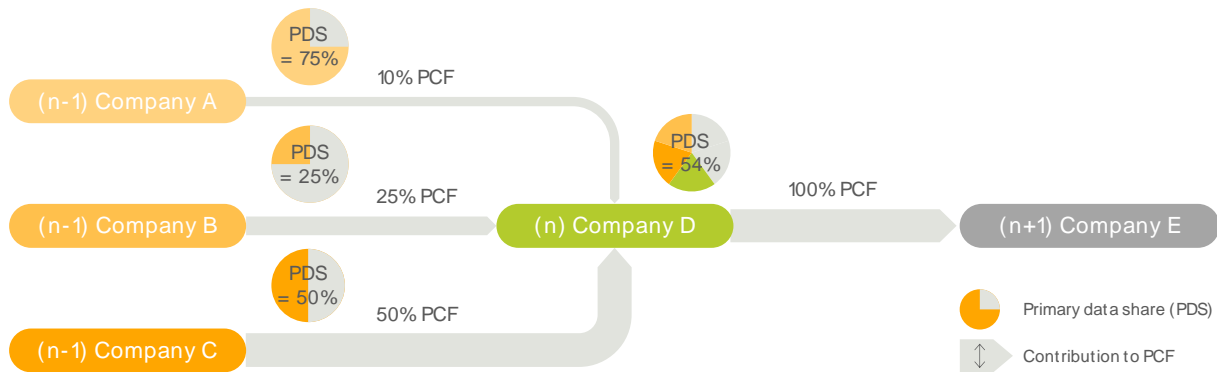 PDS
= 75%
10% PCF
(n-1) Company A
PDS
= 25%
25% PCF
(n-1) Company B
PDS
= 54%
(n) Company D
100% PCF
(n+1) Company E
PDS
= 50%
50% PCF
(n-1) Company C
Primary data share (PDS)
Contribution to PCF